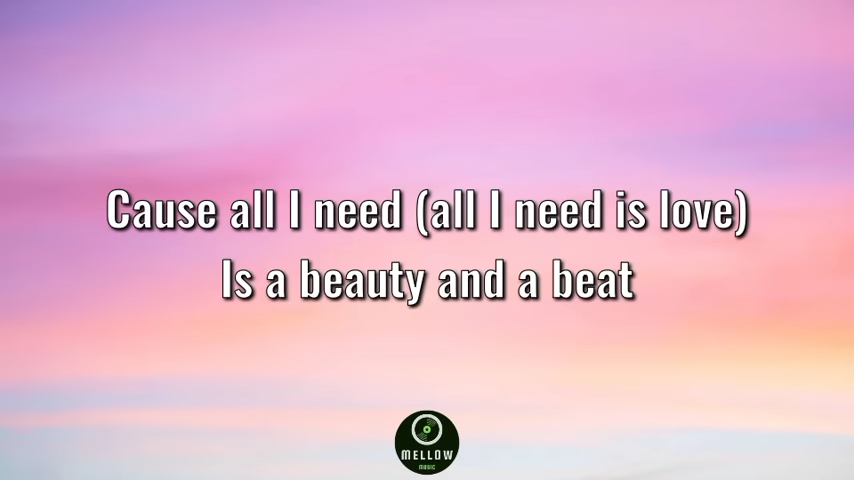 Cause all I need (all I need is love)
Is a beauty and a beat
MELLOW
MUSIC